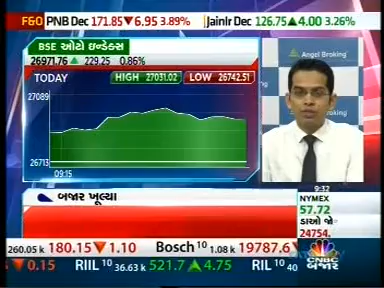 F&O PNB Dec 171.85 ▼ 6.95 3.89% JainIr Dec 126.75 ▲ 4.00 3.26%
BSE ઓટો ઇન્ડેક્સ
26971.76 ▲ 229.25 0.86%
TODAY HIGH 27031.02 LOW 26742.51
27089
26713
09:15
Angel Broking
9:32
બજાર ખૂલ્યા
NYMEX
57.72
ડાઓ જો
24754.
260.05 k 180.15 ▼ 1.10 Bosch 10 1.08 k 19787.6
▼ 0.15 RIIL 10 36.63 k 521.7 ▲ 4.75 RIL 10 40
CNBC
બજાર